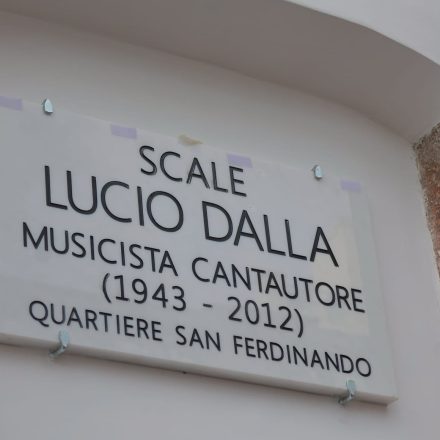 SCALE
LUCIO DALLA
MUSICISTA CANTAUTORE
(1943 - 2012)
QUARTIERE SAN FERDINANDO